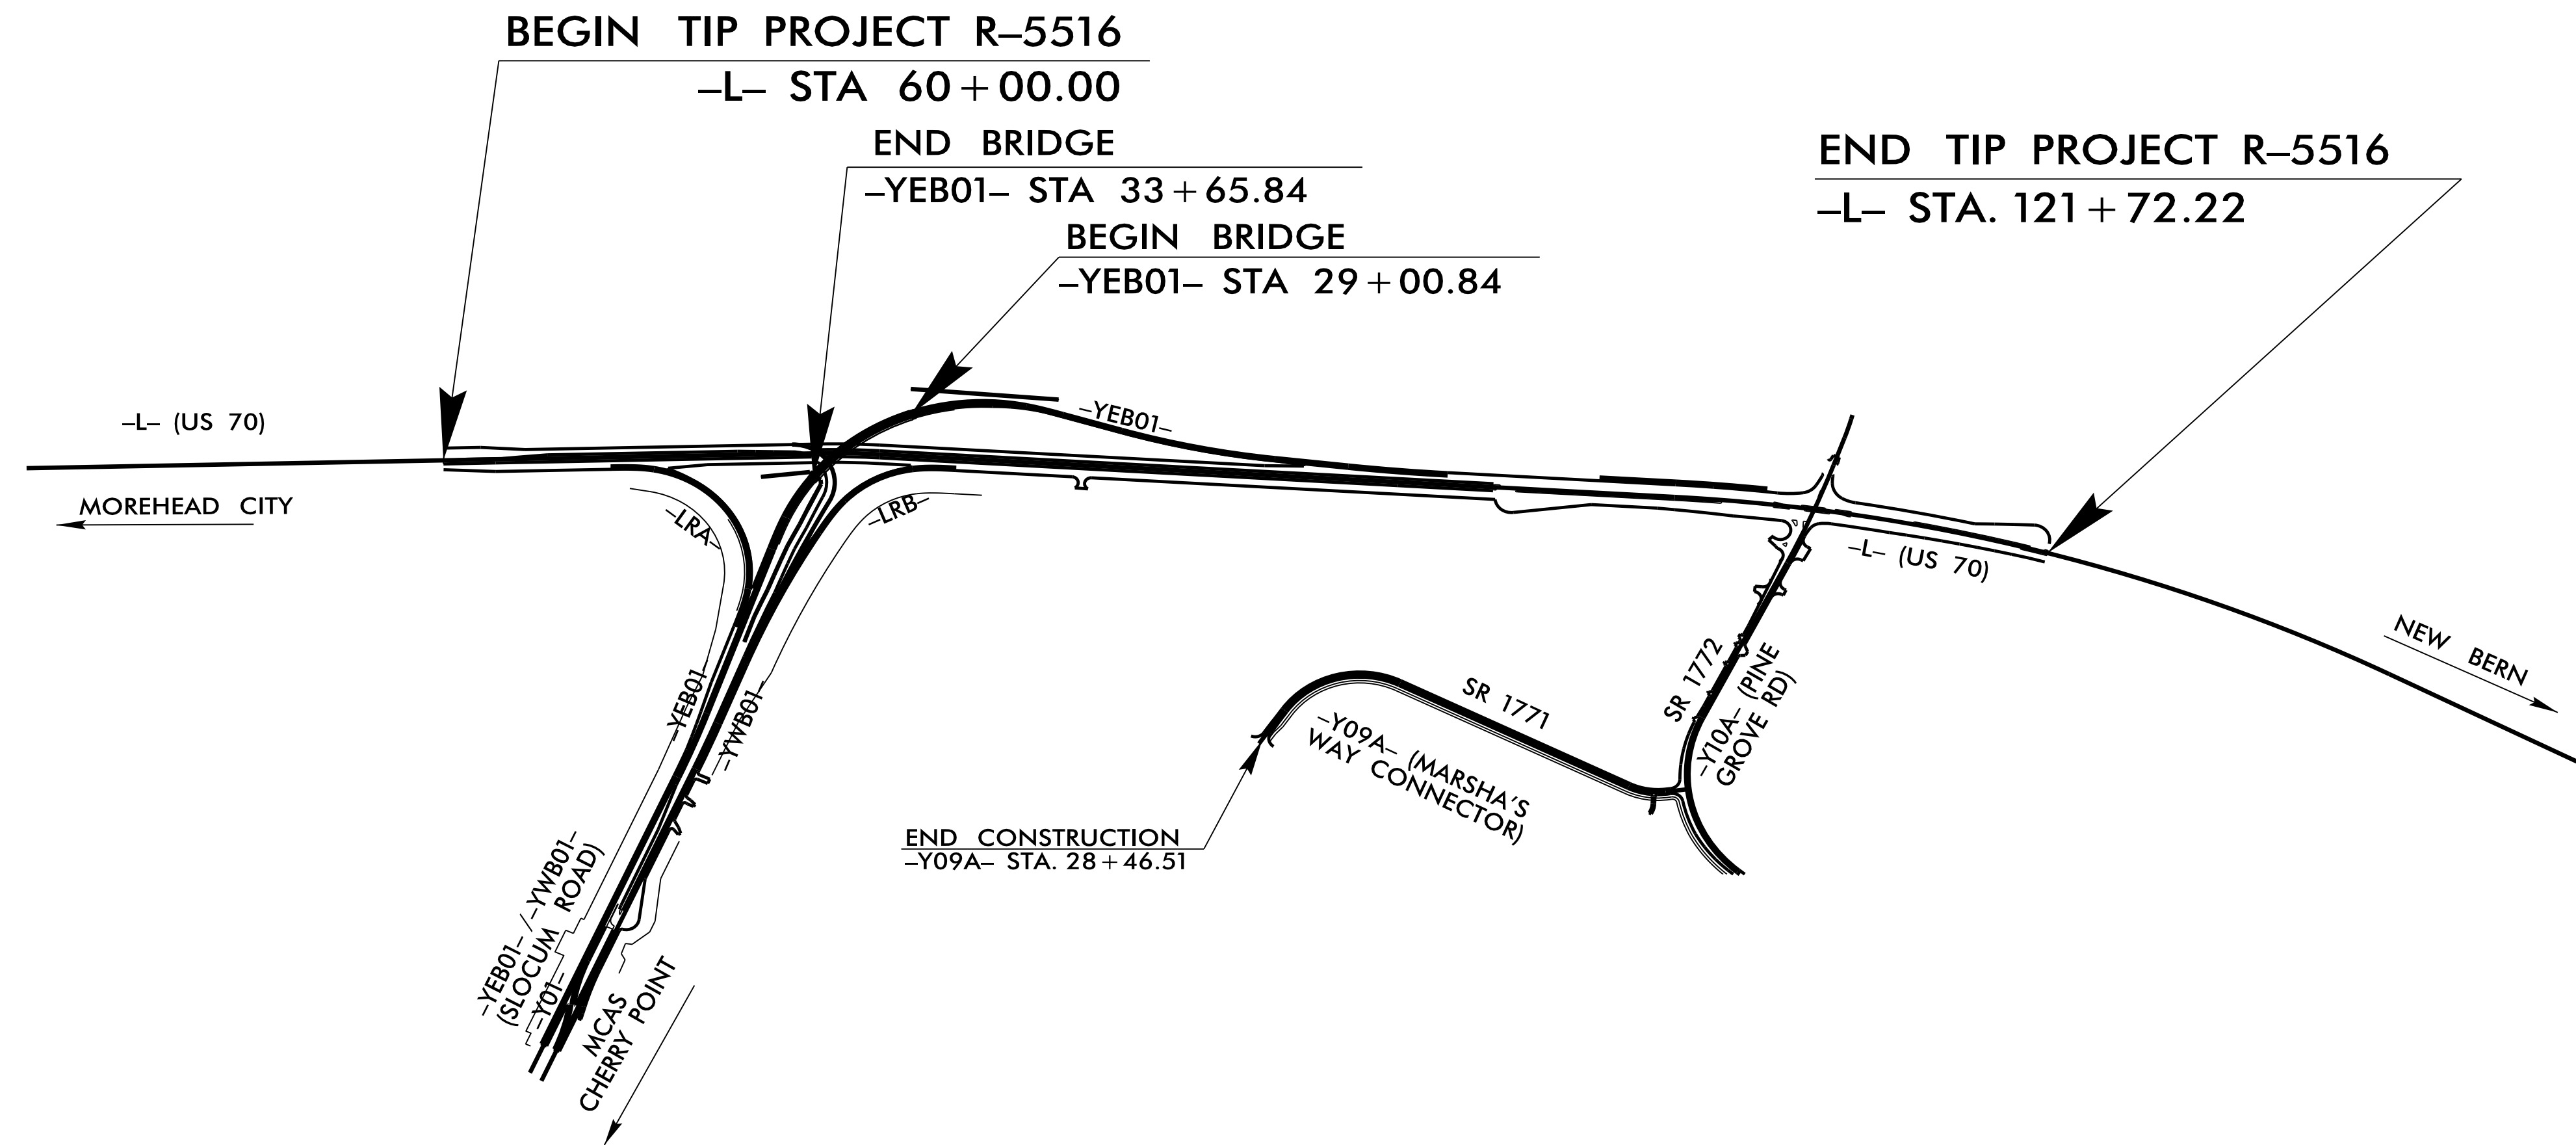 BEGIN TIP PROJECT R–5516
–L– STA 60+00.00
END BRIDGE
–YEB01– STA 33+65.84
BEGIN BRIDGE
–YEB01– STA 29+00.84
END TIP PROJECT R–5516
–L– STA. 121+72.22
–L– (US 70)
MOREHEAD CITY
–YEB01–
–LRA–
–LRB–
–L– (US 70)
NEW BERN
–YEB01–
–YWB01–
SR 1771
–Y09A– (MARSHA'S
WAY CONNECTOR)
SR 1772
–Y10A– (PINE
GROVE RD)
END CONSTRUCTION
–Y09A– STA. 28+46.51
–YEB01– / –YWB01–
(SLOCUM ROAD)
–Y01–
MCAS
CHERRY POINT